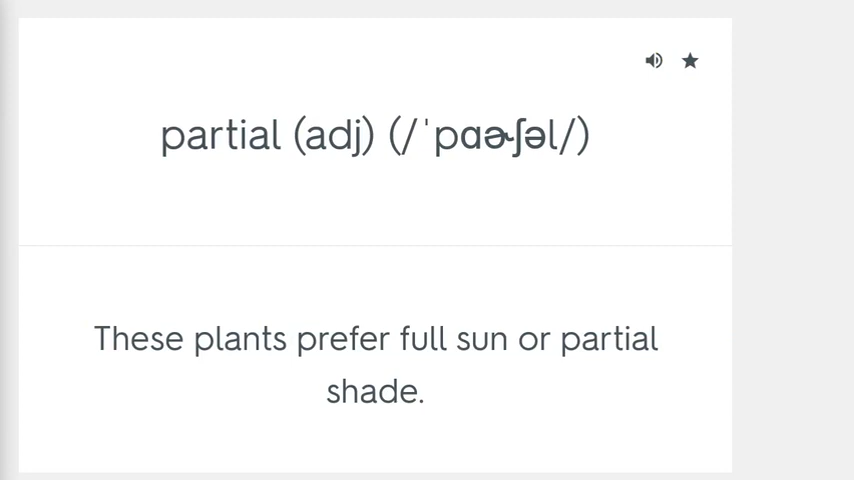 partial (adj) (/ˈpɑɚʃəl/)
These plants prefer full sun or partial
shade.